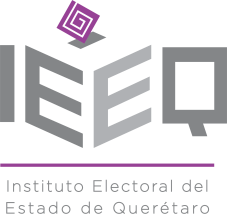 IEEQ
Instituto Electoral del
Estado de Querétaro